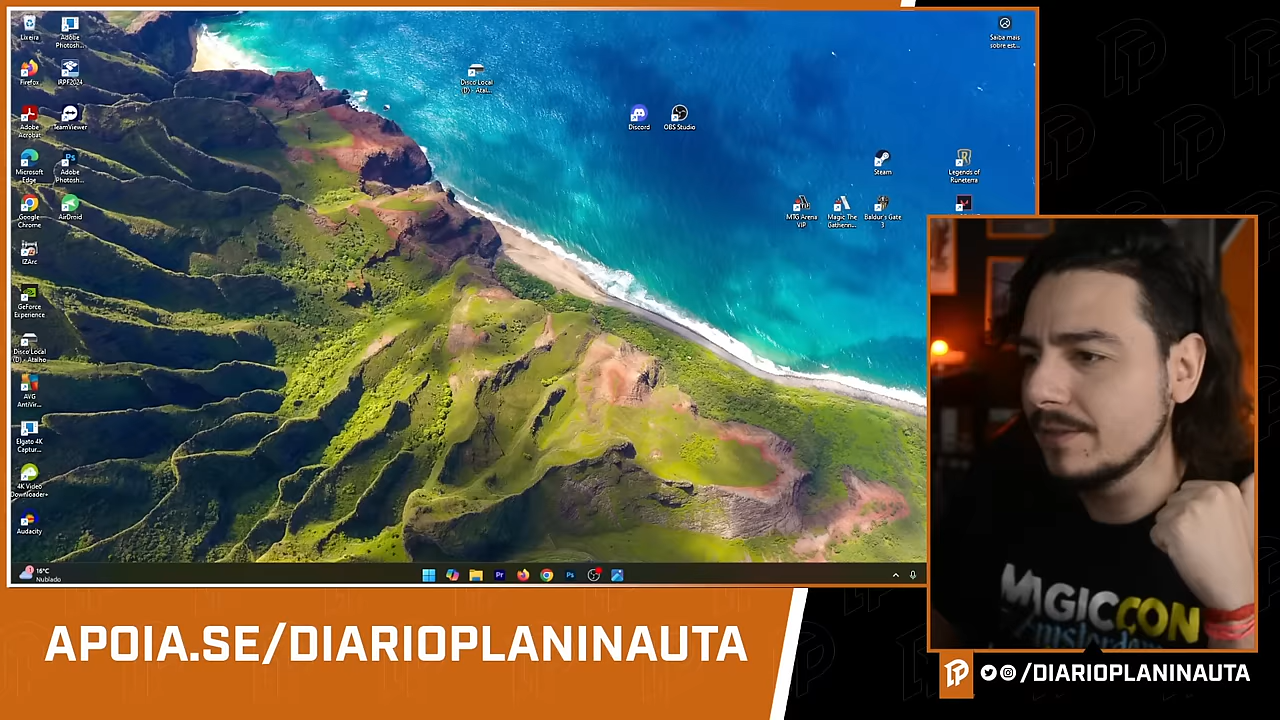 Lixeira
Adobe Photosh...
Saiba mais sobre est...
Firefox
IRPF2024
Disco Local (D) - Atal...
Adobe Acrobat
TeamViewer
Discord
OBS Studio
Microsoft Edge
Adobe Photosh...
Steam
Legends of Runeterra
Google Chrome
AirDroid
MTG Arena VIP
Magic The Gatherin...
Baldur's Gate 3
IZArc
GeForce Experience
Disco Local (D) - Atalho
AVG AntiVir...
Elgato 4K Captur...
4K Video Downloader+
Audacity
16°C
Nublado
MAGICCON
Amsterdam
APOIA.SE/DIARIOPLANINAUTA
/DIARIOPLANINAUTA